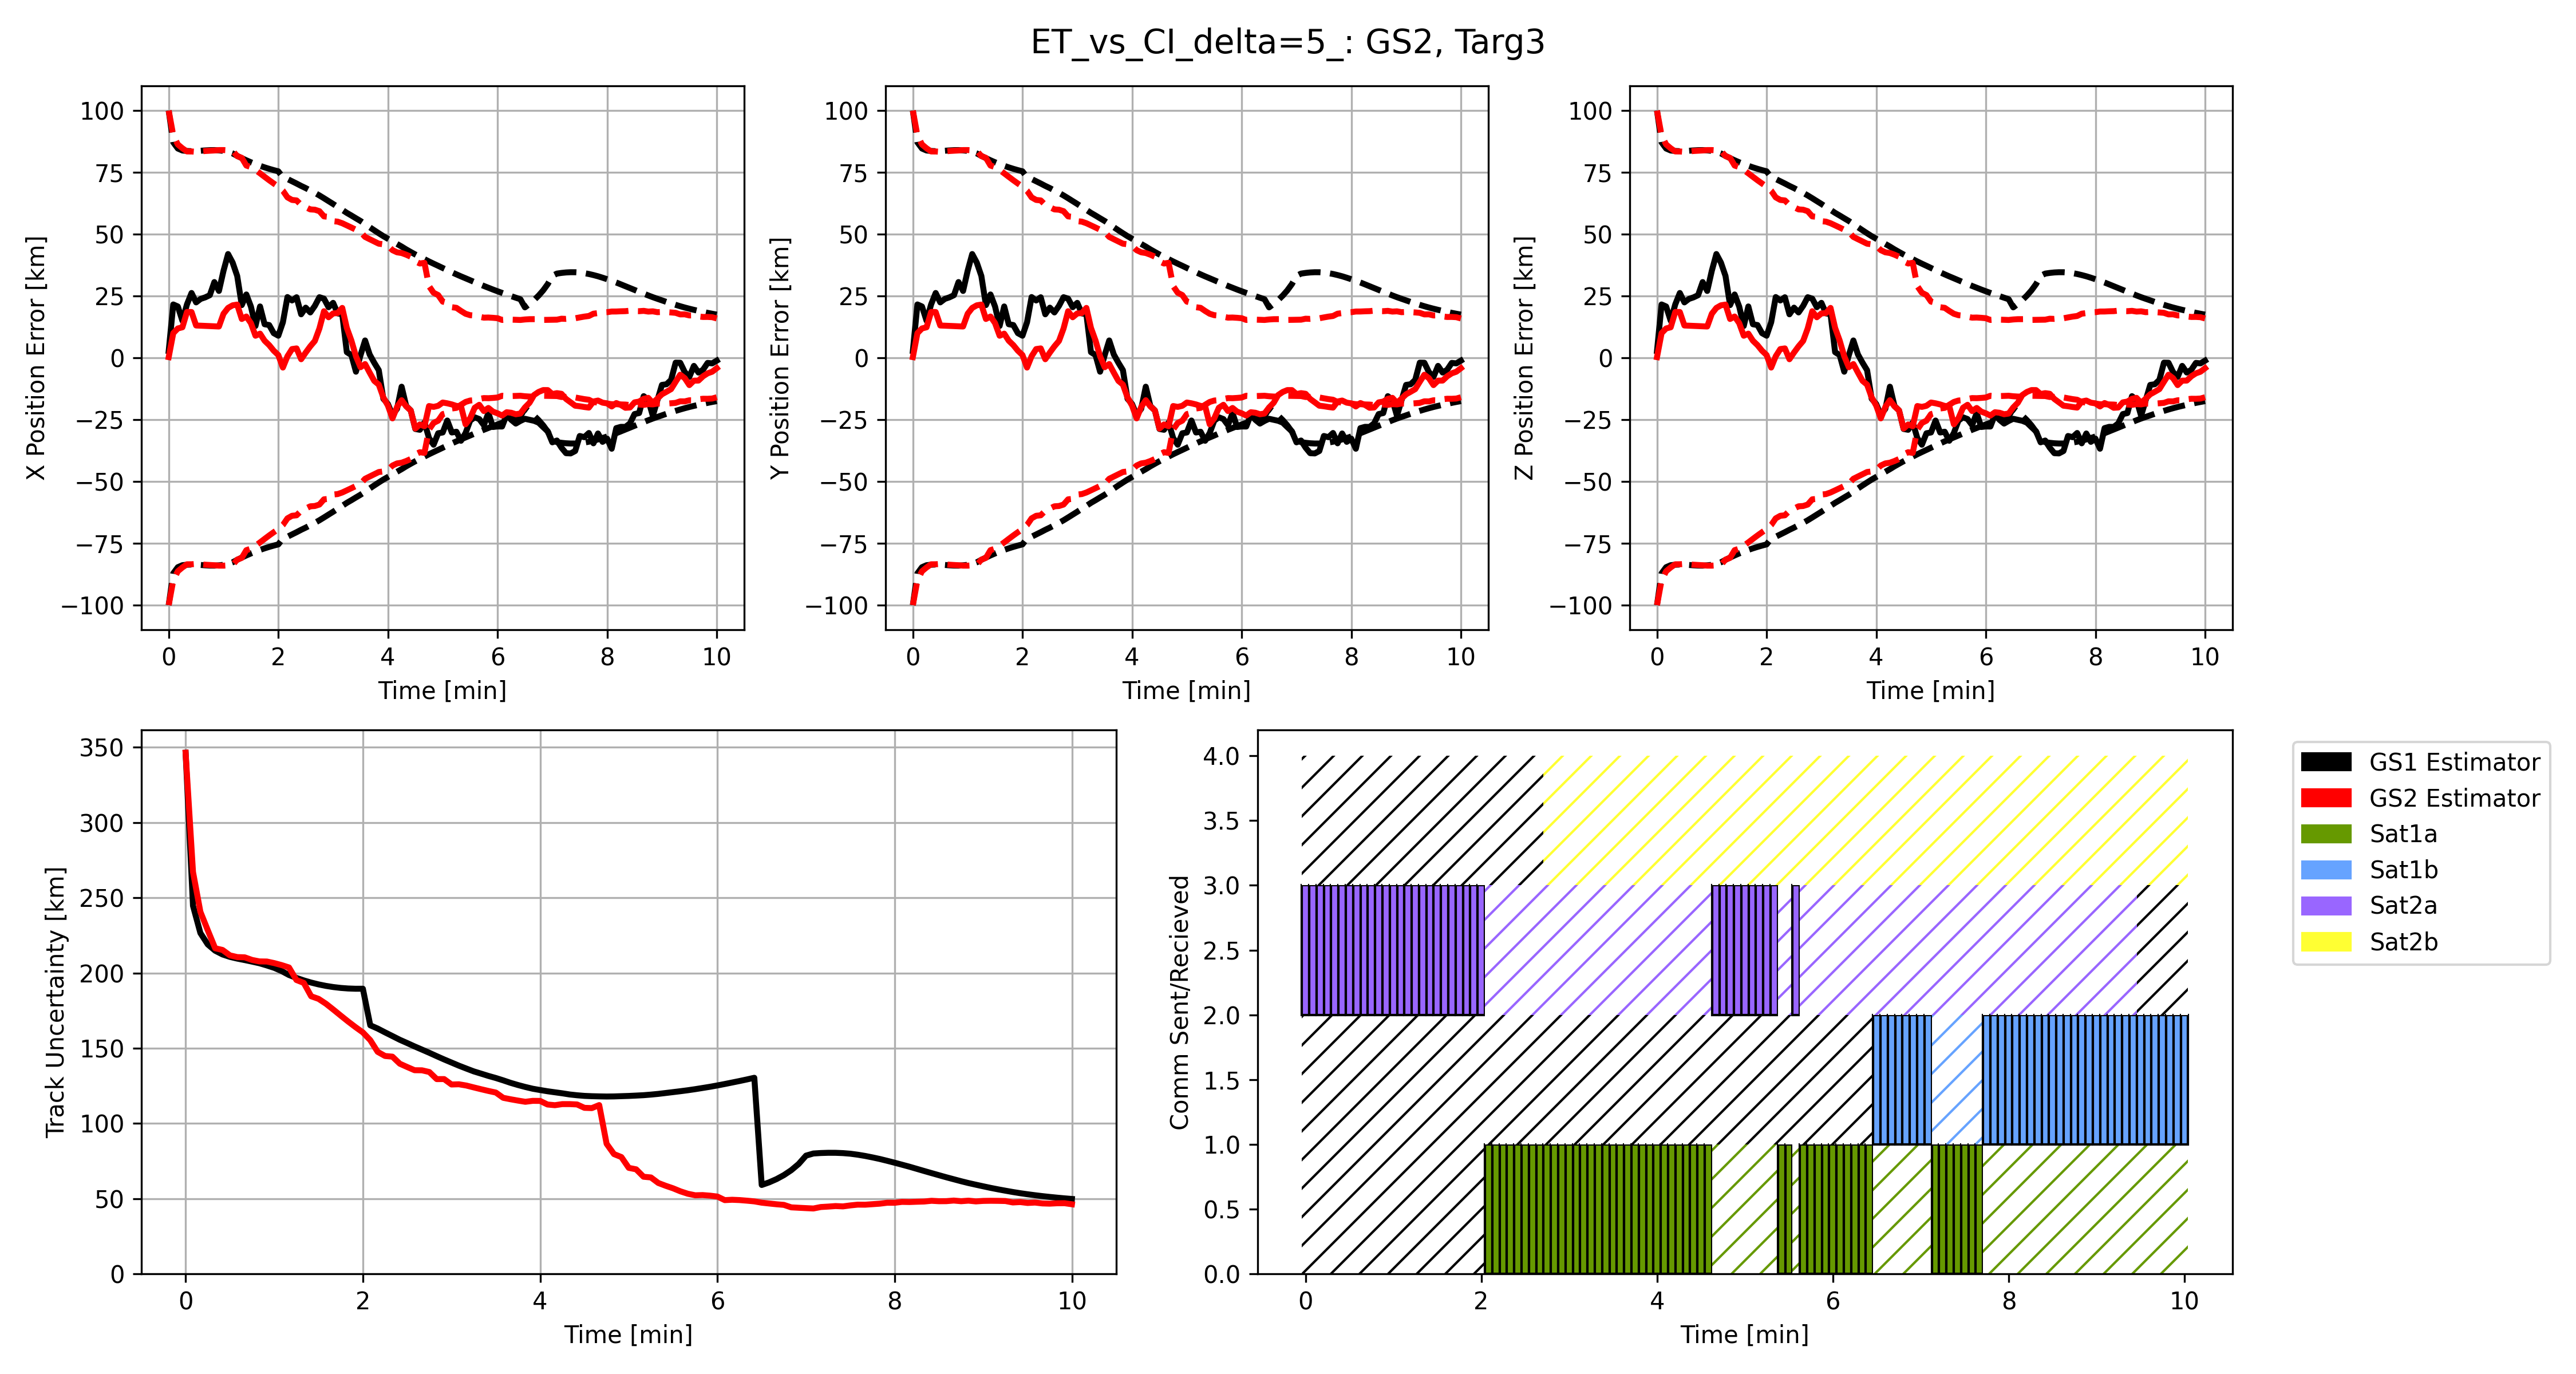 ET_vs_CI_delta=5_: GS2, Targ3
X Position Error [km]
100
75
50
25
0
−25
−50
−75
−100
0 2 4 6 8 10
Time [min]
Y Position Error [km]
100
75
50
25
0
−25
−50
−75
−100
0 2 4 6 8 10
Time [min]
Z Position Error [km]
100
75
50
25
0
−25
−50
−75
−100
0 2 4 6 8 10
Time [min]
Track Uncertainty [km]
350
300
250
200
150
100
50
0
0 2 4 6 8 10
Time [min]
Comm Sent/Recieved
4.0
3.5
3.0
2.5
2.0
1.5
1.0
0.5
0.0
0 2 4 6 8 10
Time [min]
GS1 Estimator
GS2 Estimator
Sat1a
Sat1b
Sat2a
Sat2b